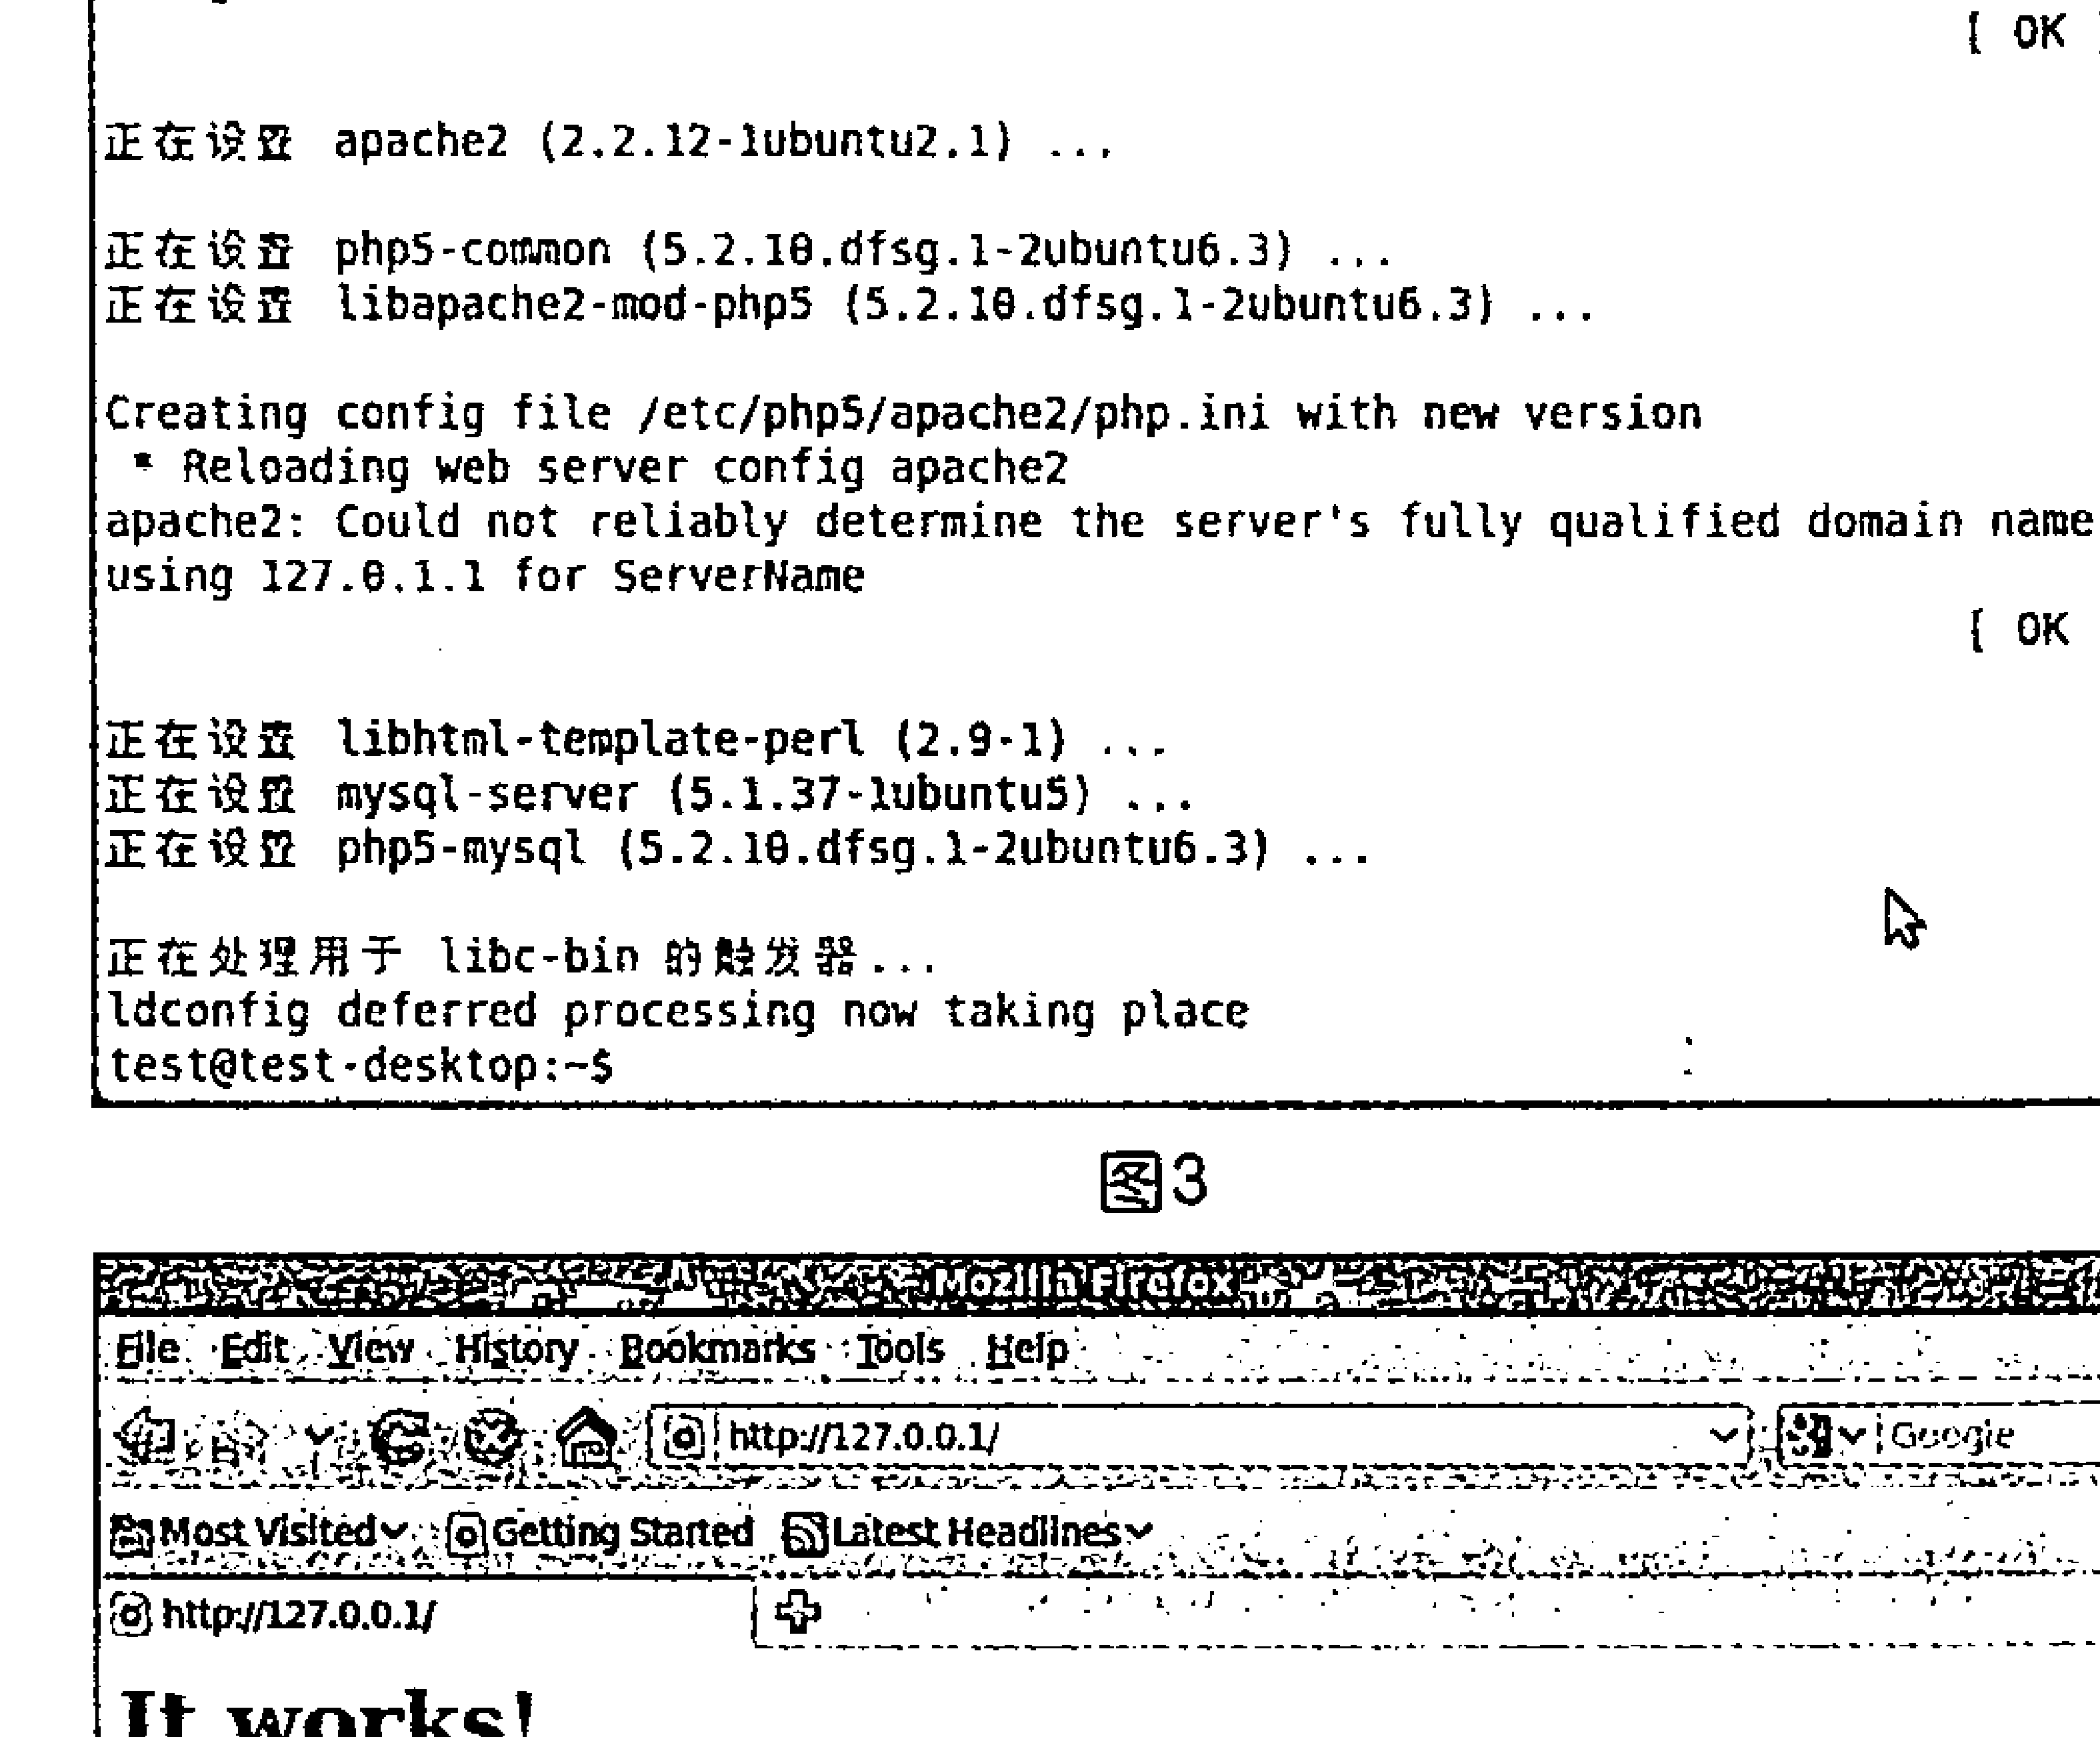 [ OK ]
正在设置 apache2 (2.2.12-1ubuntu2.1) ...
正在设置 php5-common (5.2.10.dfsg.1-2ubuntu6.3) ...
正在设置 libapache2-mod-php5 (5.2.10.dfsg.1-2ubuntu6.3) ...
Creating config file /etc/php5/apache2/php.ini with new version
* Reloading web server config apache2
apache2: Could not reliably determine the server's fully qualified domain name
using 127.0.1.1 for ServerName
[ OK
正在设置 libhtml-template-perl (2.9-1) ...
正在设置 mysql-server (5.1.37-1ubuntu5) ...
正在设置 php5-mysql (5.2.10.dfsg.1-2ubuntu6.3) ...
正在处理用于 libc-bin 的触发器...
ldconfig deferred processing now taking place
test@test-desktop:~$
图3
Mozilla Firefox
File Edit View History Bookmarks Tools Help
http://127.0.0.1/ Google
Most Visited Getting Started Latest Headlines
http://127.0.0.1/
It works!